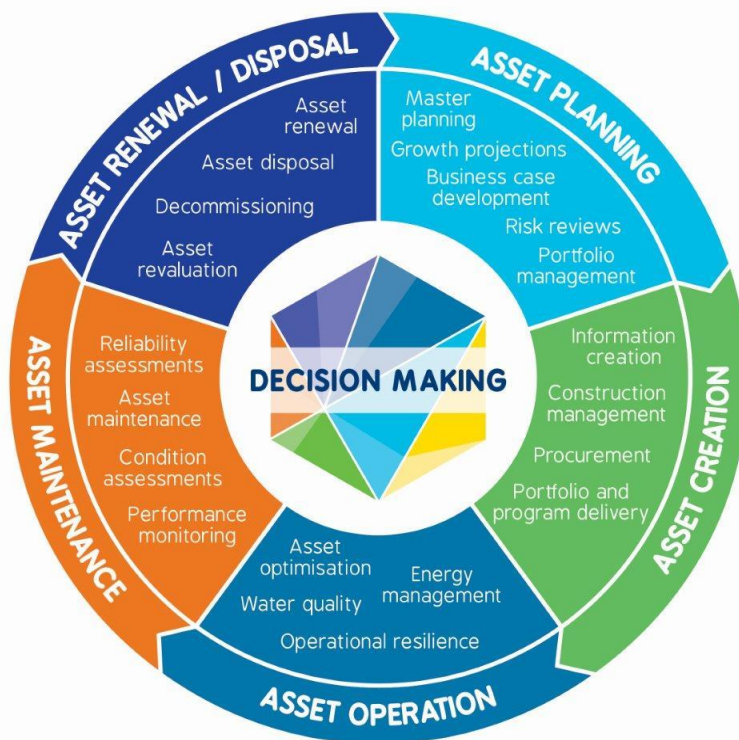 ASSET RENEWAL / DISPOSAL
Asset
renewal
Asset disposal
Decommissioning
Asset
revaluation
ASSET PLANNING
Master
planning
Growth projections
Business case
development
Risk reviews
Portfolio
management
ASSET CREATION
Information
creation
Construction
management
Procurement
Portfolio and
program delivery
ASSET OPERATION
Asset
optimisation
Energy
management
Water quality
Operational resilience
ASSET MAINTENANCE
Reliability
assessments
Asset
maintenance
Condition
assessments
Performance
monitoring
DECISION MAKING